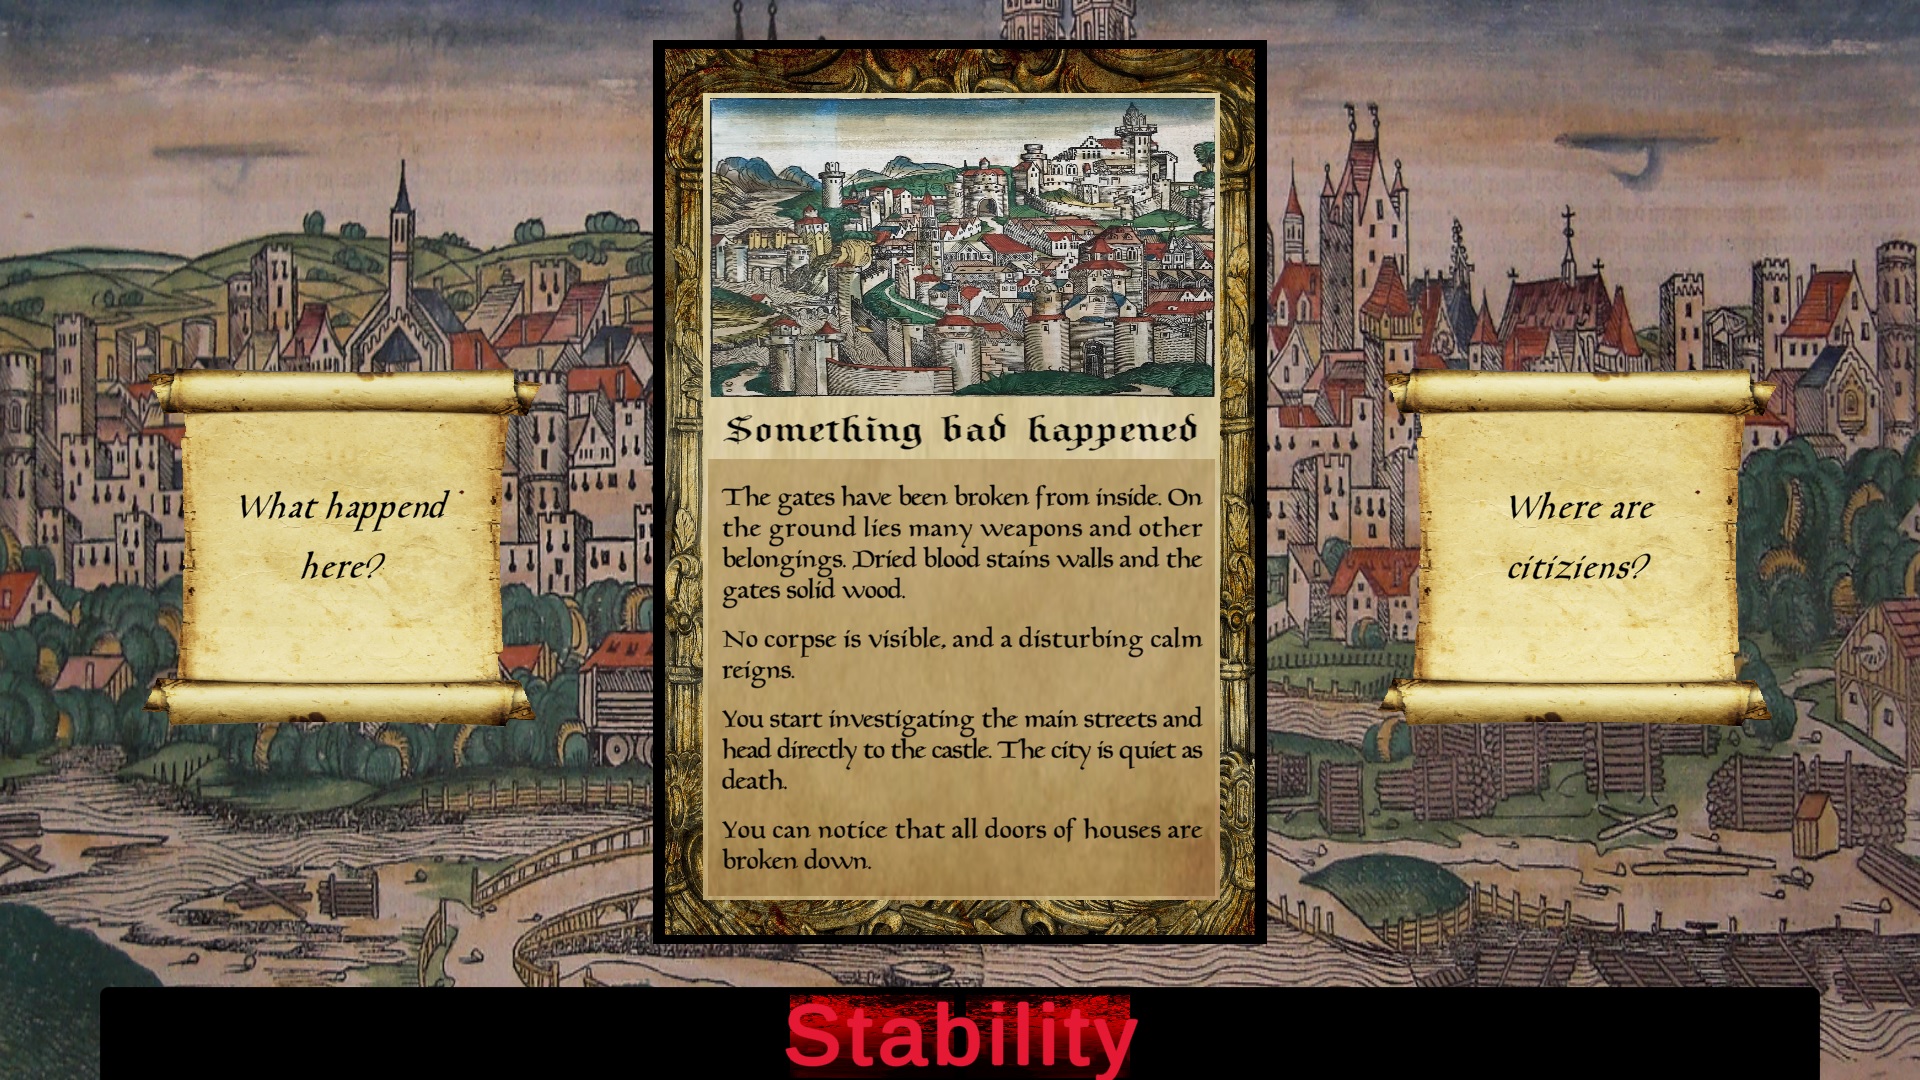 Something bad happened
The gates have been broken from inside. On
the ground lies many weapons and other
belongings. Dried blood stains walls and the
gates solid wood.
No corpse is visible, and a disturbing calm
reigns.
You start investigating the main streets and
head directly to the castle. The city is quiet as
death.
You can notice that all doors of houses are
broken down.
What happend
here?
Where are
citiziens?
Stability